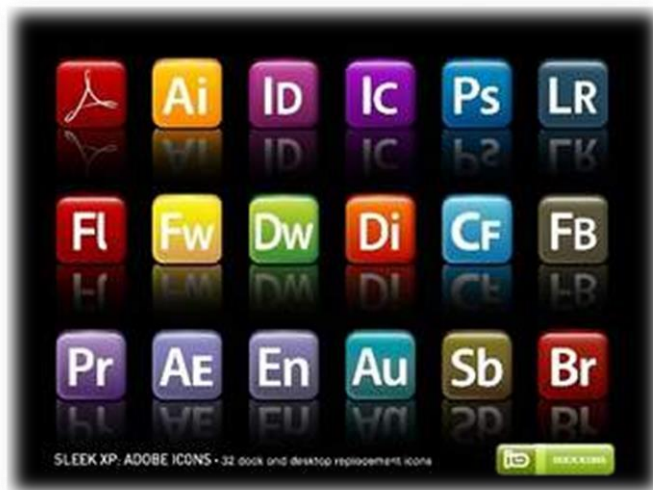 Ai ID IC Ps LR
Fl Fw Dw Di CF FB
Pr AE En Au Sb Br
SLEEK XP: ADOBE ICONS • 32 dock and desktop replacement icons